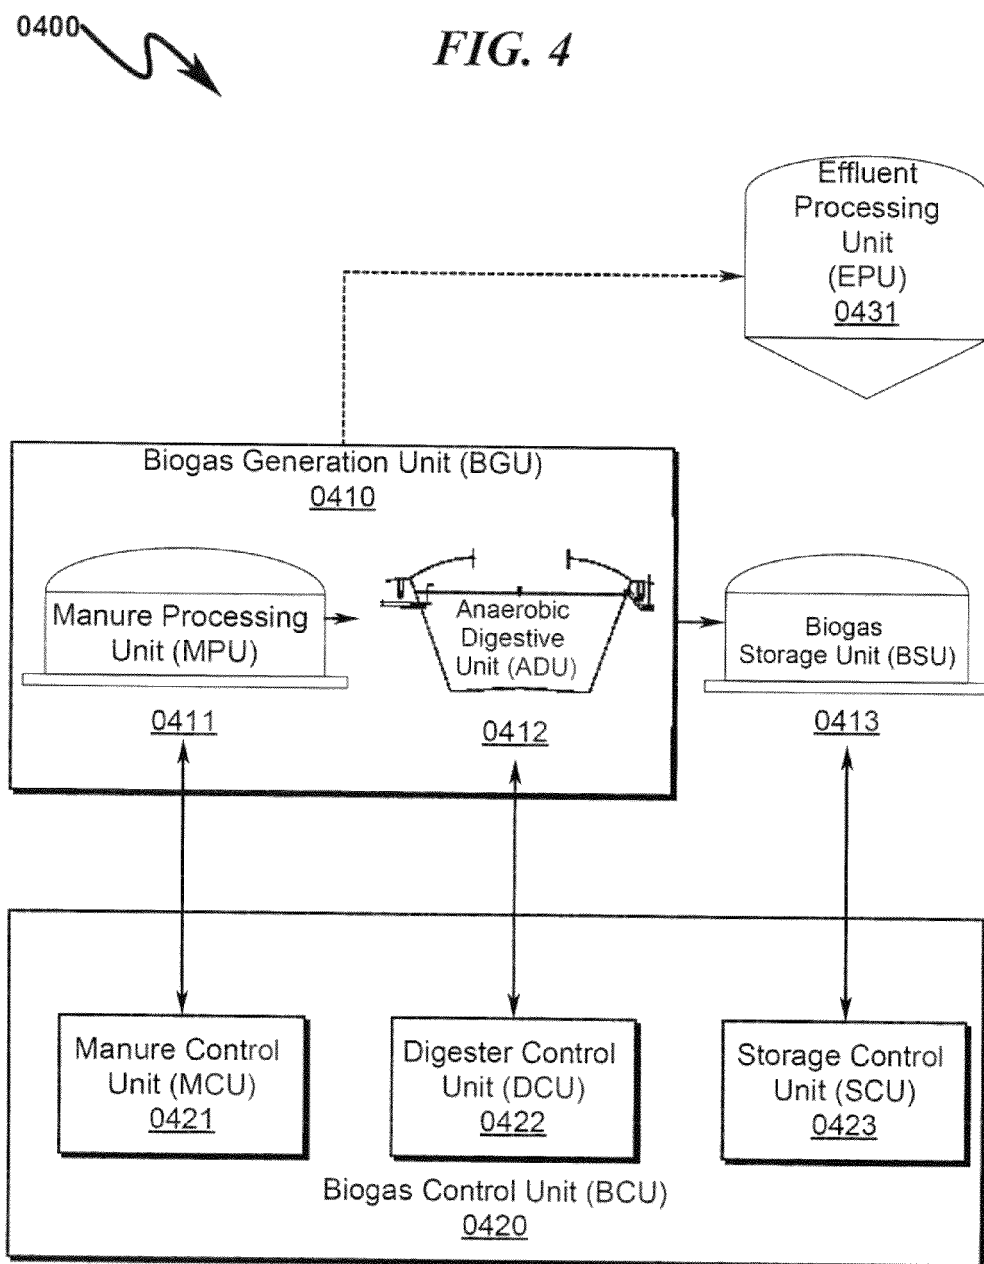 0400
FIG. 4
Effluent
Processing
Unit
(EPU)
0431
Biogas Generation Unit (BGU)
0410
Manure Processing
Unit (MPU)
0411
Anaerobic
Digestive
Unit (ADU)
0412
Biogas
Storage Unit (BSU)
0413
Manure Control
Unit (MCU)
0421
Digester Control
Unit (DCU)
0422
Storage Control
Unit (SCU)
0423
Biogas Control Unit (BCU)
0420